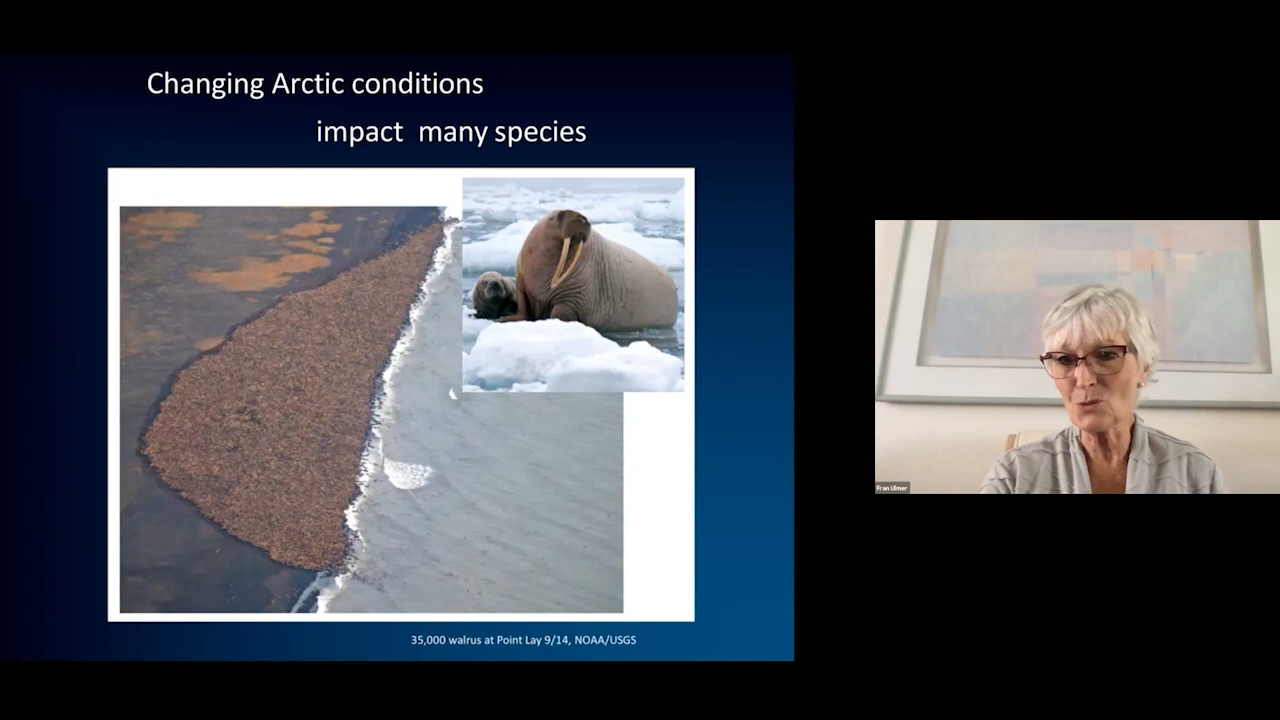 Changing Arctic conditions
impact many species
35,000 walrus at Point Lay 9/14, NOAA/USGS
Fran Ulmer